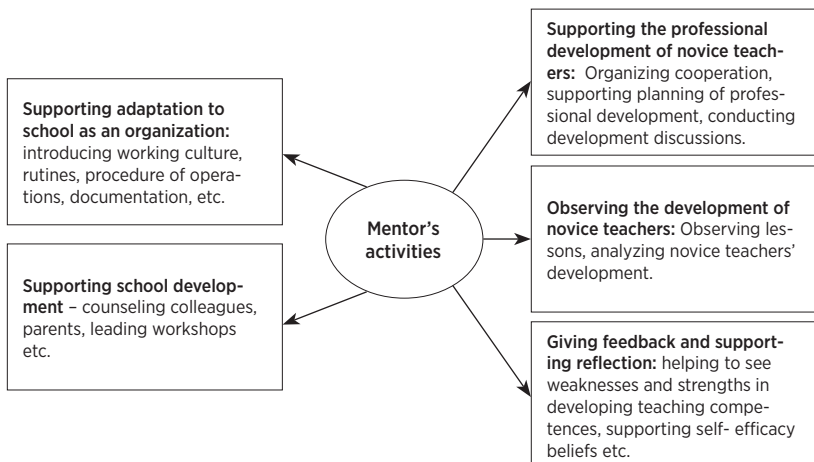 Supporting adaptation to
school as an organization:
introducing working culture,
rutines, procedure of opera-
tions, documentation, etc.
Supporting school develop-
ment – counseling colleagues,
parents, leading workshops
etc.
Mentor's
activities
Supporting the professional
development of novice teach-
ers: Organizing cooperation,
supporting planning of profes-
sional development, conducting
development discussions.
Observing the development of
novice teachers: Observing les-
sons, analyzing novice teachers'
development.
Giving feedback and support-
ing reflection: helping to see
weaknesses and strengths in
developing teaching compe-
tences, supporting self- efficacy
beliefs etc.